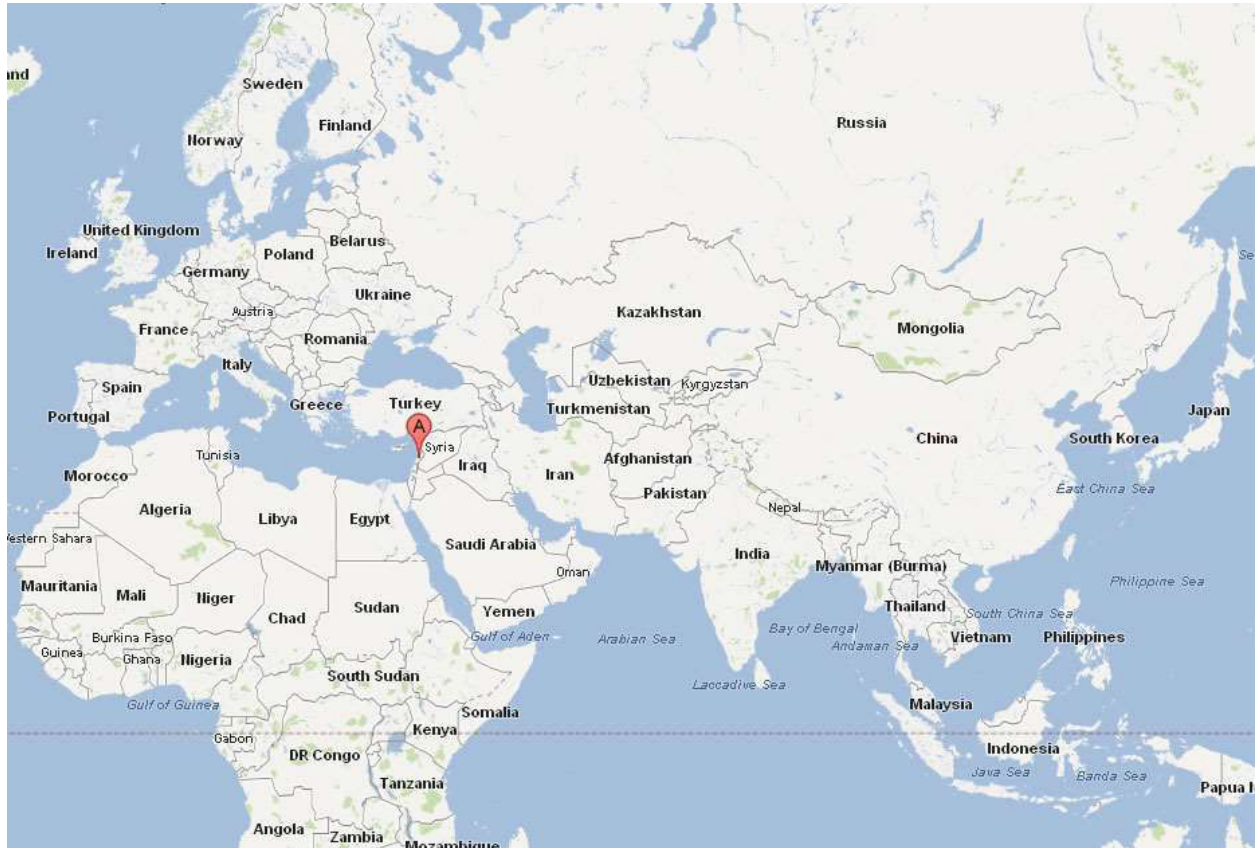 and
Sweden
Finland
Norway
Russia
United Kingdom
Ireland
Belarus
Poland
Germany
Ukraine
Austria
Kazakhstan
France
Romania
Mongolia
Italy
Uzbekistan
Kyrgyzstan
Spain
Greece
Turkey
Turkmenistan
Portugal
Japan
A
China
South Korea
Syria
Tunisia
Afghanistan
Morocco
Iraq
Iran
Pakistan
East China Sea
Algeria
Libya
Egypt
Nepal
Western Sahara
Saudi Arabia
India
Myanmar (Burma)
Oman
Philippine Sea
Mauritania
Mali
Niger
Chad
Sudan
Yemen
Thailand
South China Sea
Burkina Faso
Gulf of Aden
Arabian Sea
Bay of Bengal
Andaman Sea
Vietnam
Philippines
Guinea
Ghana
Nigeria
South Sudan
Laccadive Sea
Gulf of Guinea
Somalia
Malaysia
Gabon
Kenya
DR Congo
Indonesia
Tanzania
Java Sea
Banda Sea
Papua
Angola
Zambia
Mozambique